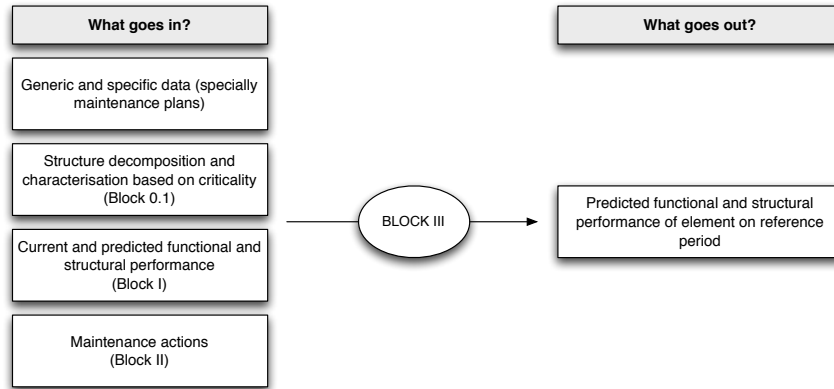 What goes in?
What goes out?
Generic and specific data (specially
maintenance plans)
Structure decomposition and
characterisation based on criticality
(Block 0.1)
Current and predicted functional and
structural performance
(Block I)
Maintenance actions
(Block II)
BLOCK III
Predicted functional and structural
performance of element on reference
period